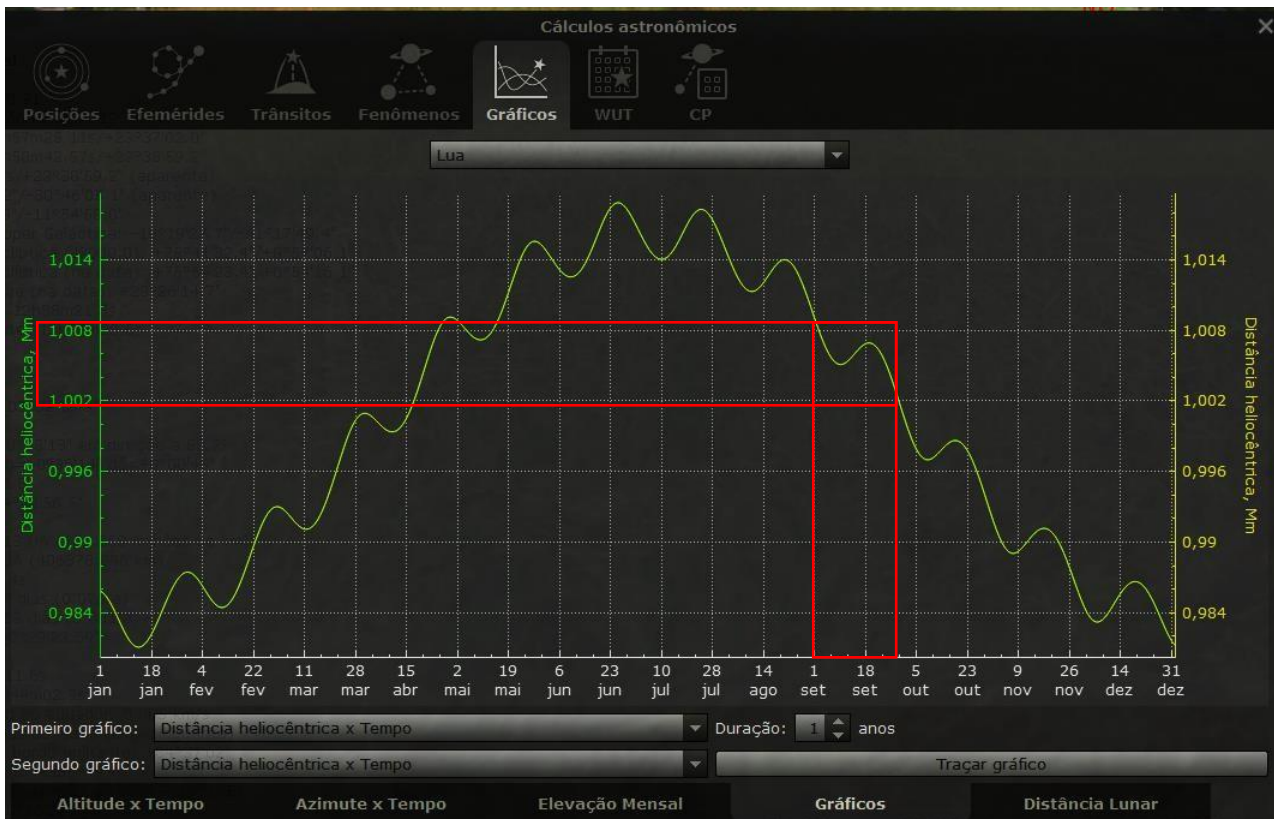 Cálculos astronômicos
Posições Efemérides Trânsitos Fenômenos Gráficos WUT CP
Lua
Distância heliocêntrica, Mm
1,014
1,008
1,002
0,996
0,99
0,984
1,014
1,008
1,002
0,996
0,99
0,984
Distância heliocêntrica, Mm
1 18 4 22 11 28 15 2 19 6 23 10 28 14 1 18 5 23 9 26 14 31
jan jan fev fev mar mar abr mai mai jun jun jul jul ago set set out out nov nov dez dez
Primeiro gráfico: Distância heliocêntrica x Tempo Duração: 1 anos
Segundo gráfico: Distância heliocêntrica x Tempo Traçar gráfico
Altitude x Tempo Azimute x Tempo Elevação Mensal Gráficos Distância Lunar